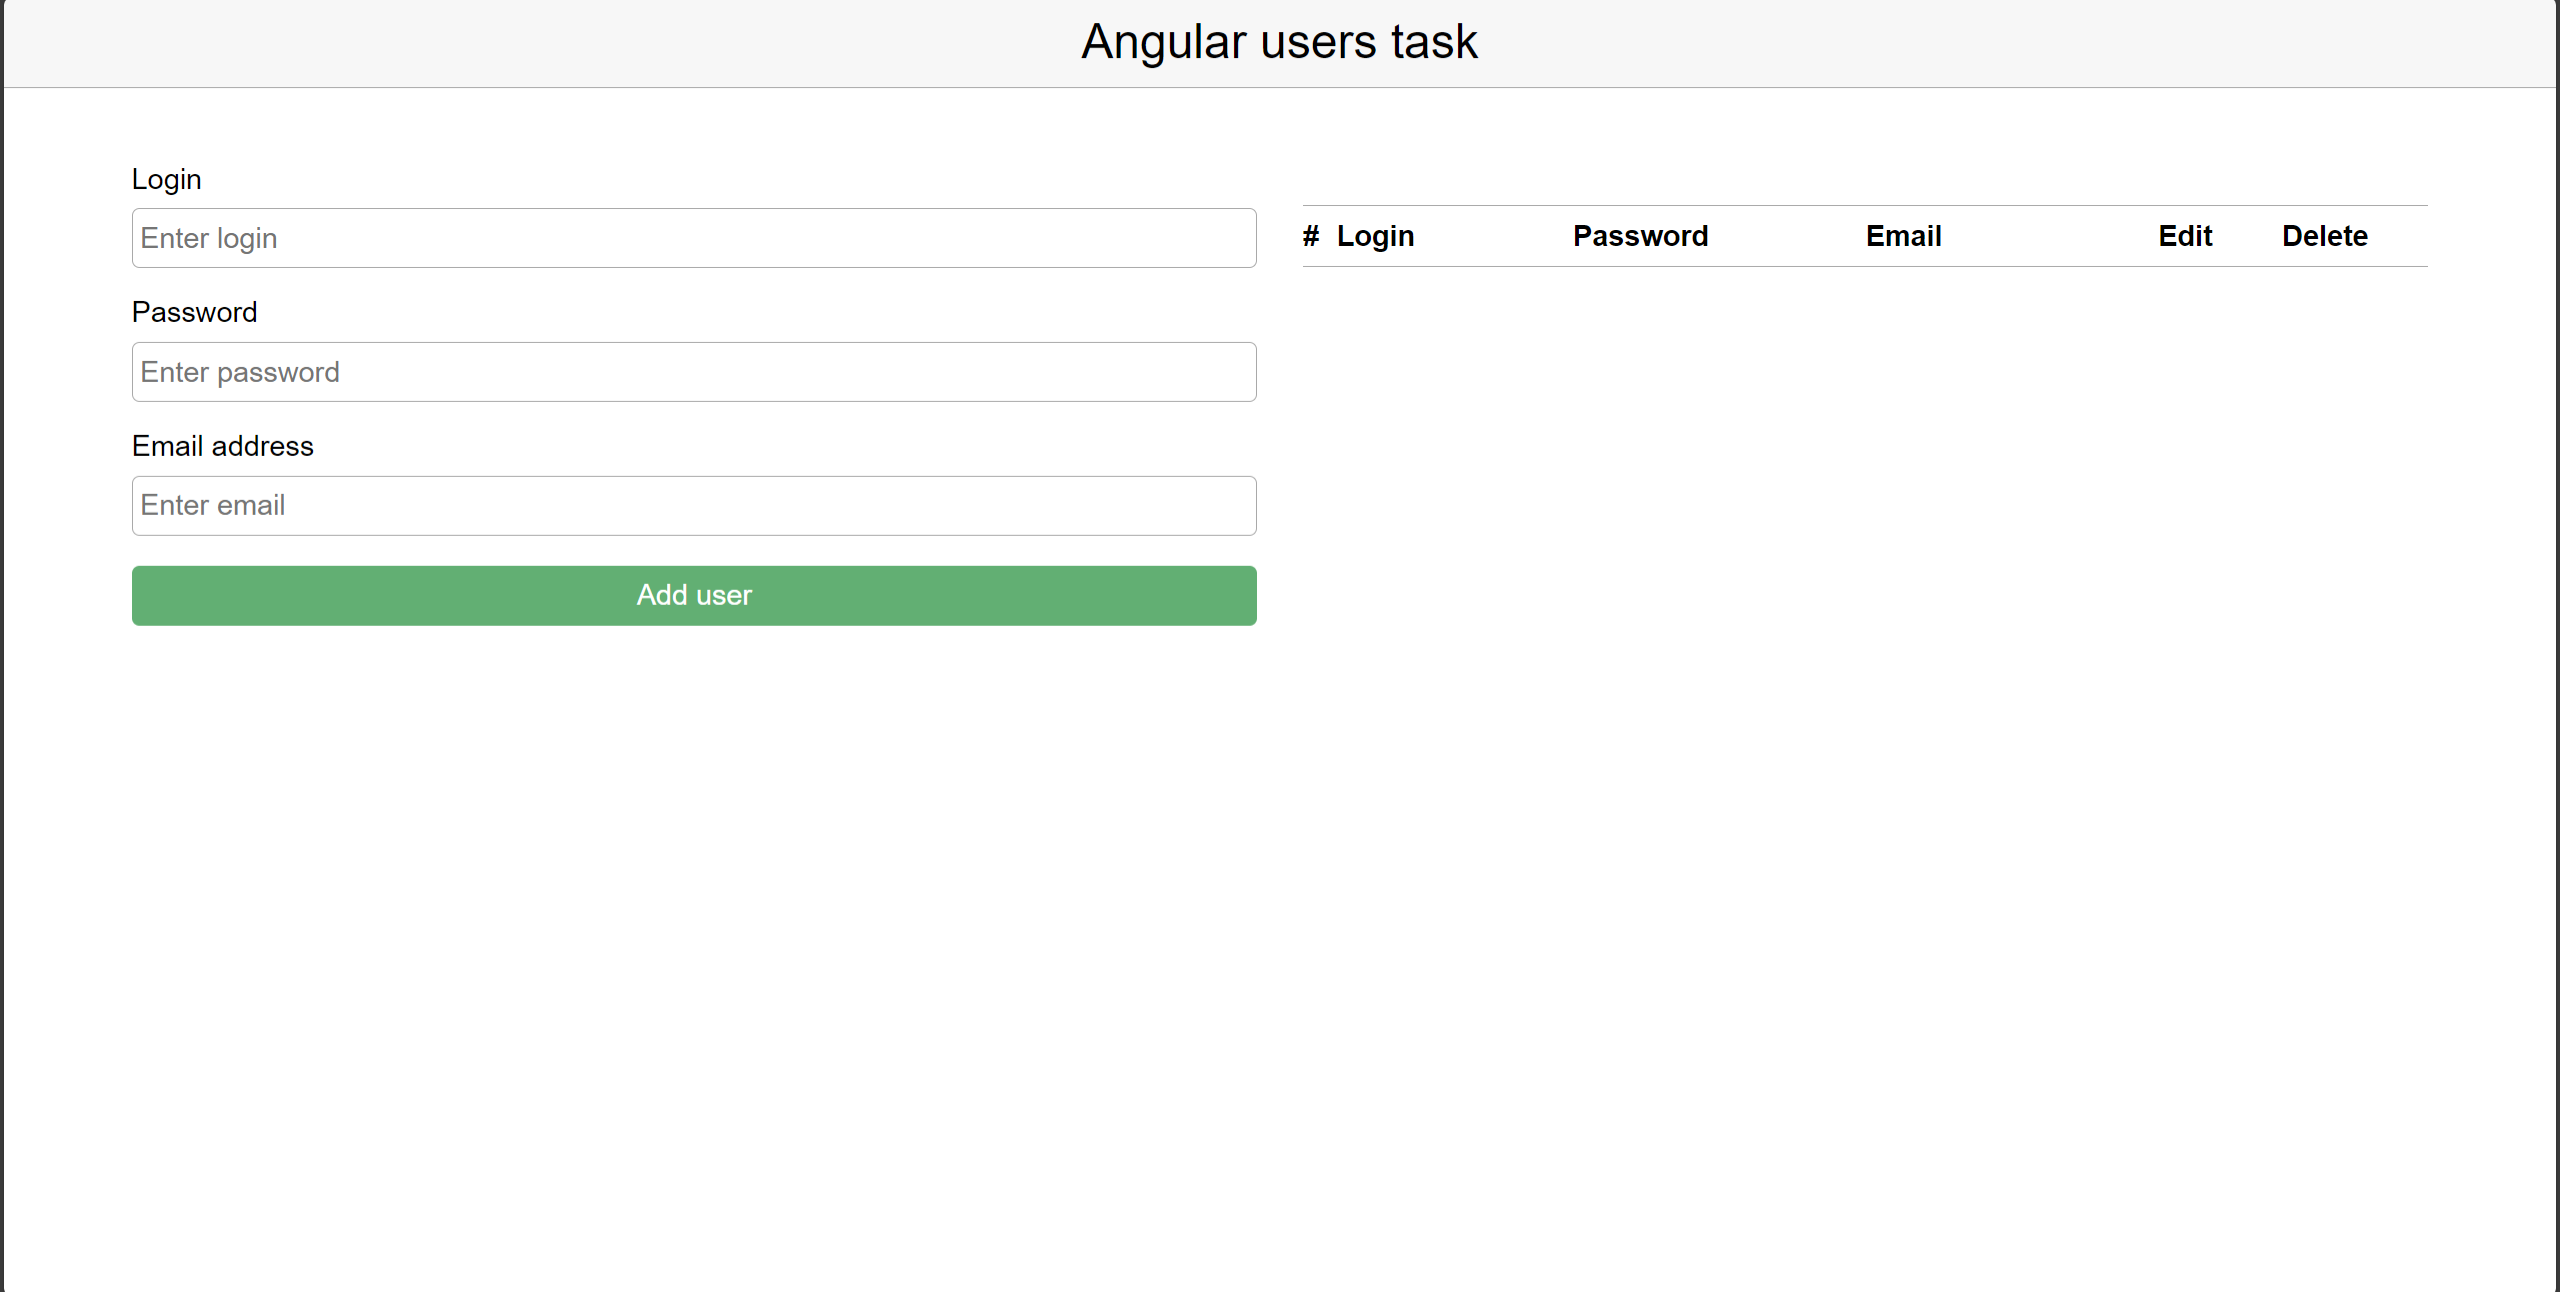 Angular users task
Login
Enter login
Password
Enter password
Email address
Enter email
Add user
# Login Password Email Edit Delete